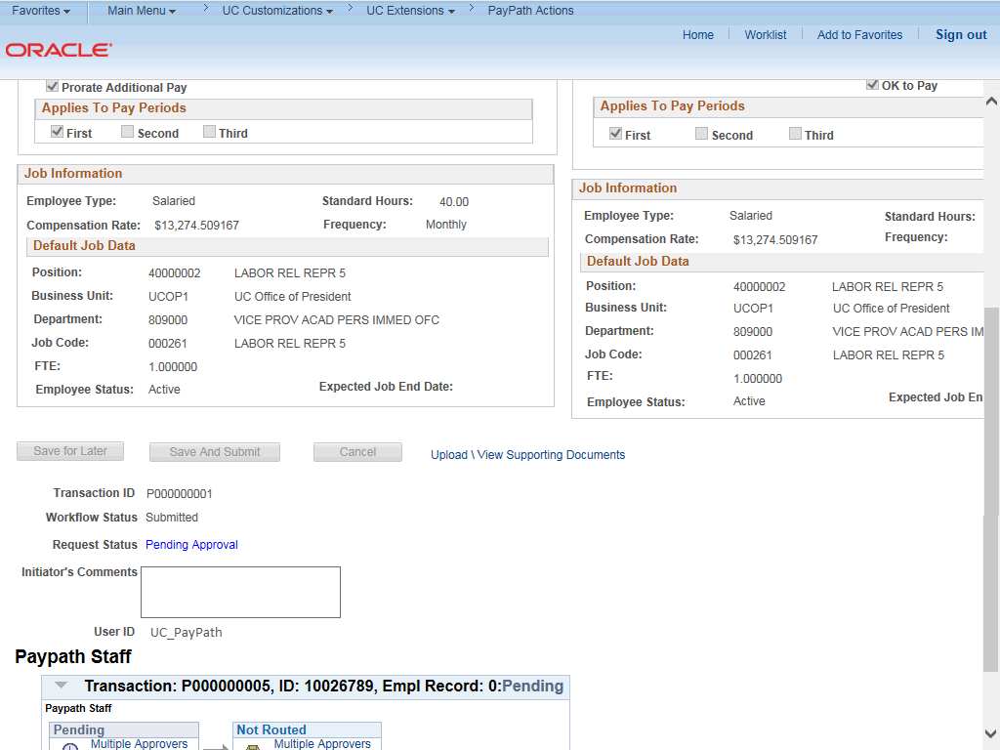 Favorites Main Menu > UC Customizations > UC Extensions > PayPath Actions
Home Worklist Add to Favorites Sign out
ORACLE'
Prorate Additional Pay
Applies To Pay Periods
First Second Third
OK to Pay
Applies To Pay Periods
First Second Third
Job Information
Employee Type: Salaried Standard Hours: 40.00
Compensation Rate: $13,274.509167 Frequency: Monthly
Default Job Data
Position: 40000002 LABOR REL REPR 5
Business Unit: UCOP1 UC Office of President
Department: 809000 VICE PROV ACAD PERS IMMED OFC
Job Code: 000261 LABOR REL REPR 5
FTE: 1.000000
Employee Status: Active Expected Job End Date:
Job Information
Employee Type: Salaried Standard Hours:
Compensation Rate: $13,274.509167 Frequency:
Default Job Data
Position: 40000002 LABOR REL REPR 5
Business Unit: UCOP1 UC Office of President
Department: 809000 VICE PROV ACAD PERS IM
Job Code: 000261 LABOR REL REPR 5
FTE: 1.000000
Employee Status: Active Expected Job En
Save for Later Save And Submit Cancel Upload \ View Supporting Documents
Transaction ID P000000001
Workflow Status Submitted
Request Status Pending Approval
Initiator's Comments
User ID UC_PayPath
Paypath Staff
Transaction: P000000005, ID: 10026789, Empl Record: 0:Pending
Paypath Staff
Pending Not Routed
Multiple Approvers Multiple Approvers